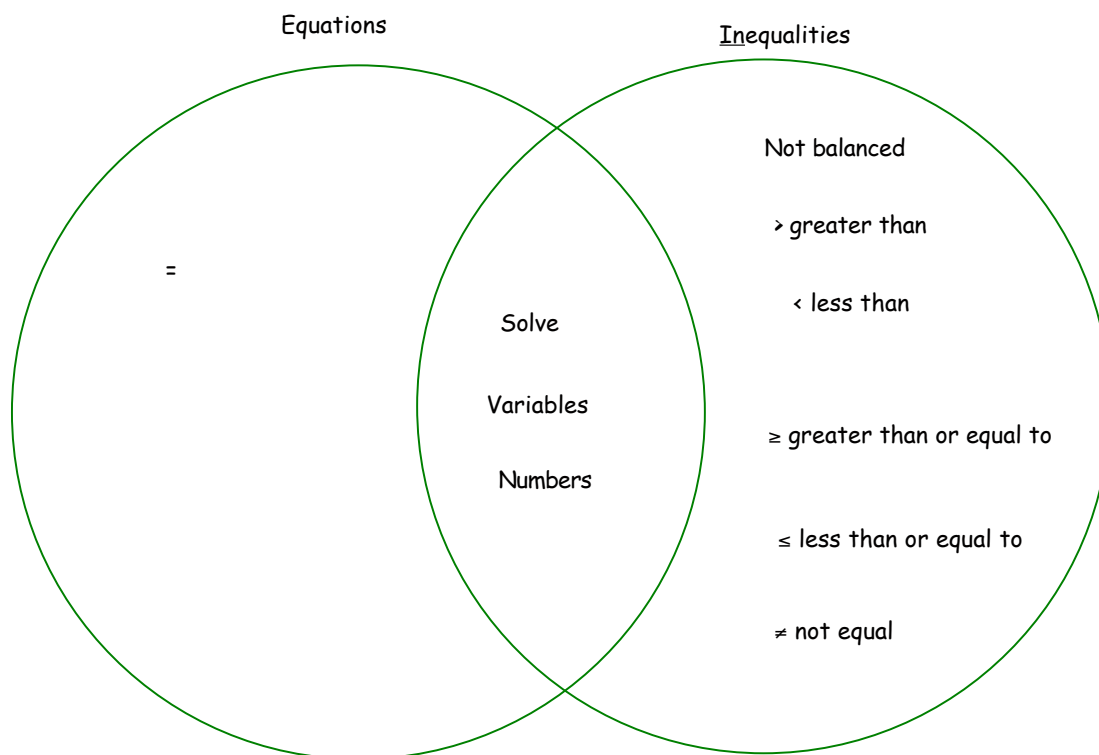 Equations
Inequalities
Not balanced
> greater than
=
< less than
Solve
Variables
≥ greater than or equal to
Numbers
≤ less than or equal to
≠ not equal